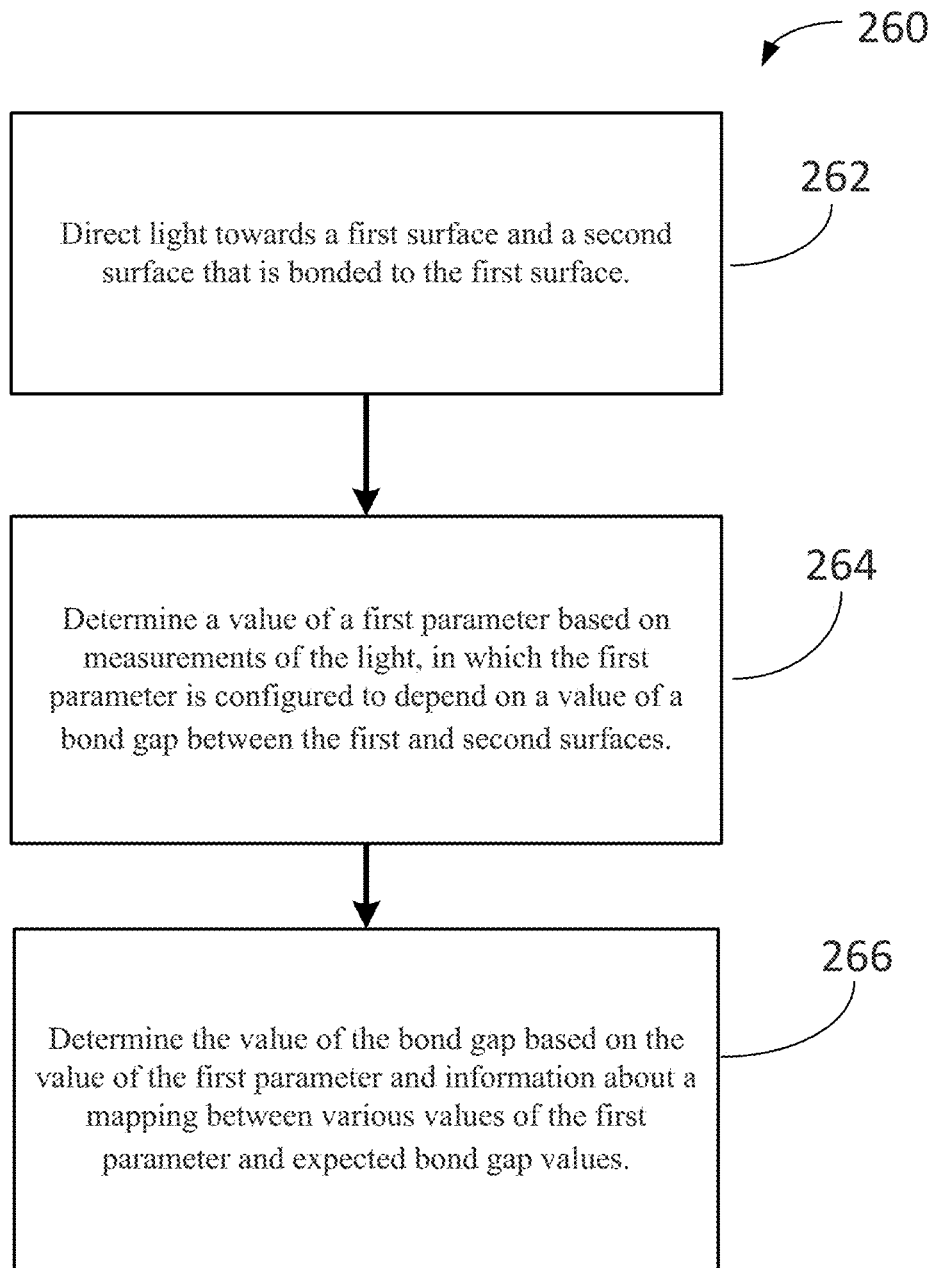 260
262
Direct light towards a first surface and a second
surface that is bonded to the first surface.
264
Determine a value of a first parameter based on
measurements of the light, in which the first
parameter is configured to depend on a value of a
bond gap between the first and second surfaces.
266
Determine the value of the bond gap based on the
value of the first parameter and information about a
mapping between various values of the first
parameter and expected bond gap values.